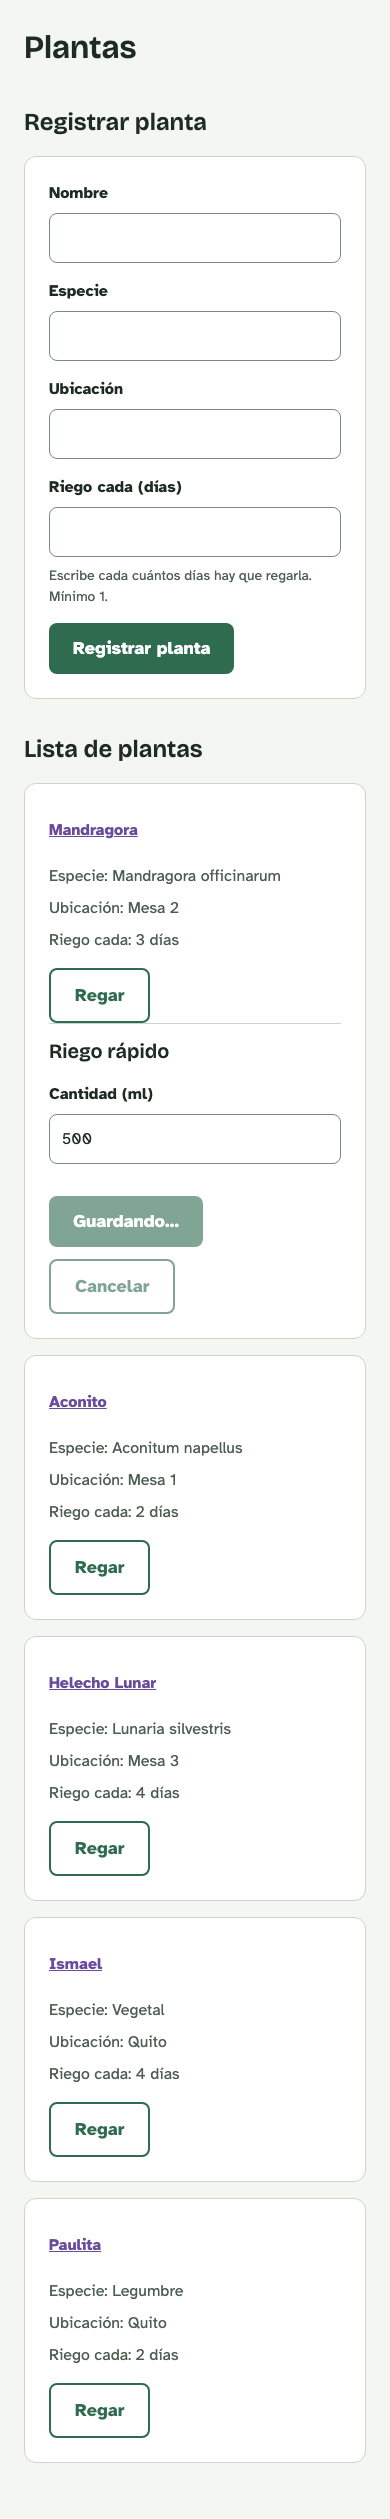 Plantas
Registrar planta
Nombre
Especie
Ubicación
Riego cada (días)
Escribe cada cuántos días hay que regarla.
Mínimo 1.
Registrar planta
Lista de plantas
Mandragora
Especie: Mandragora officinarum
Ubicación: Mesa 2
Riego cada: 3 días
Regar
Riego rápido
Cantidad (ml)
500
Guardando...
Cancelar
Aconito
Especie: Aconitum napellus
Ubicación: Mesa 1
Riego cada: 2 días
Regar
Helecho Lunar
Especie: Lunaria silvestris
Ubicación: Mesa 3
Riego cada: 4 días
Regar
Ismael
Especie: Vegetal
Ubicación: Quito
Riego cada: 4 días
Regar
Paulita
Especie: Legumbre
Ubicación: Quito
Riego cada: 2 días
Regar